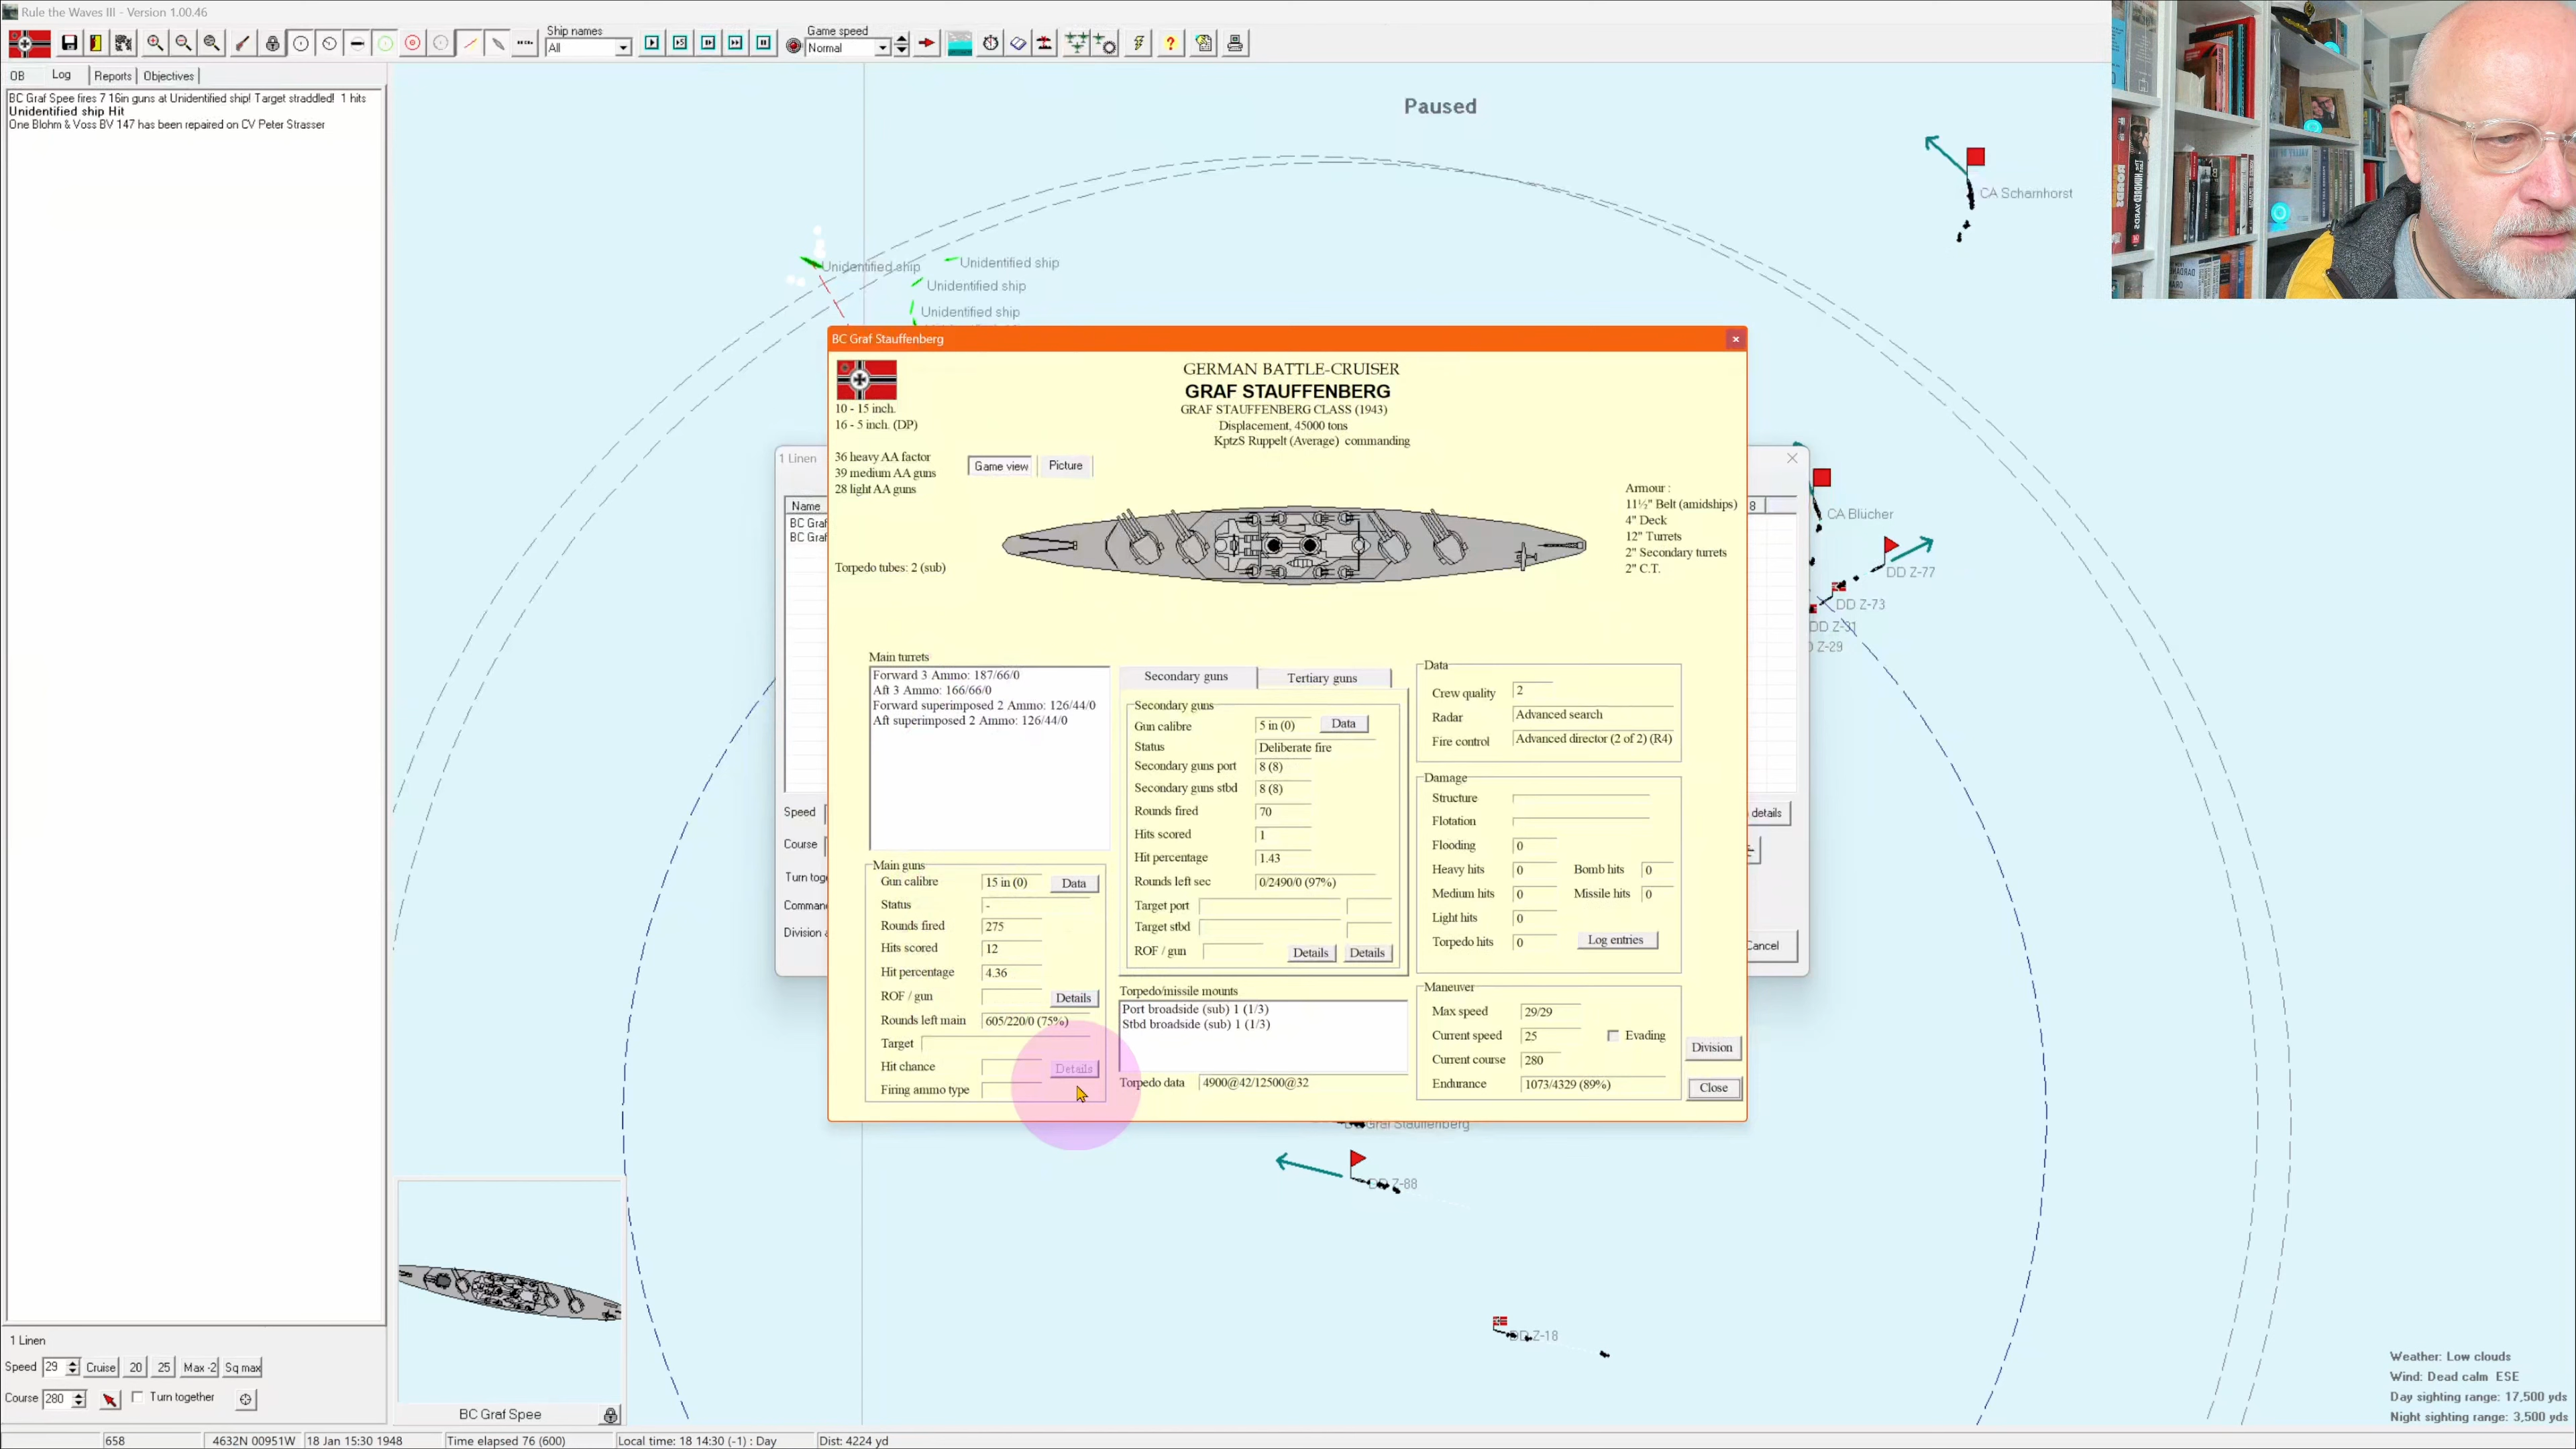 Rule the Waves III - Version 1.00.46
Ship names
All
Game speed
Normal
OB
Log
Reports
Objectives
BC Graf Spee fires 7 16in guns at Unidentified ship! Target straddled! 1 hits
Unidentified ship Hit
One Blohm & Voss BV 147 has been repaired on CV Peter Strasser
Paused
CA Scharnhorst
Unidentified ship
Unidentified ship
Unidentified ship
Unidentified ship
BC Graf Stauffenberg
GERMAN BATTLE-CRUISER
GRAF STAUFFENBERG
GRAF STAUFFENBERG CLASS (1943)
Displacement, 45000 tons
KptzS Ruppelt (Average) commanding
10 - 15 inch.
16 - 5 inch. (DP)
36 heavy AA factor
39 medium AA guns
28 light AA guns
Game view
Picture
Torpedo tubes: 2 (sub)
Armour :
11½" Belt (amidships)
4" Deck
12" Turrets
2" Secondary turrets
2" C.T.
1 Linen
Name
BC Graf
BC Graf
8
Speed
Course
Turn toge
Comman
Division a
details
Cancel
CA Blücher
DD Z-77
DD Z-73
DD Z-31
Z-29
Main turrets
Forward 3 Ammo: 187/66/0
Aft 3 Ammo: 166/66/0
Forward superimposed 2 Ammo: 126/44/0
Aft superimposed 2 Ammo: 126/44/0
Main guns
Gun calibre 15 in (0) Data
Status -
Rounds fired 275
Hits scored 12
Hit percentage 4.36
ROF / gun Details
Rounds left main 605/220/0 (75%)
Target
Hit chance Details
Firing ammo type
Secondary guns
Tertiary guns
Secondary guns
Gun calibre 5 in (0) Data
Status Deliberate fire
Secondary guns port 8 (8)
Secondary guns stbd 8 (8)
Rounds fired 70
Hits scored 1
Hit percentage 1.43
Rounds left sec 0/2490/0 (97%)
Target port
Target stbd
ROF / gun Details Details
Torpedo/missile mounts
Port broadside (sub) 1 (1/3)
Stbd broadside (sub) 1 (1/3)
Torpedo data 4900@42/12500@32
Data
Crew quality 2
Radar Advanced search
Fire control Advanced director (2 of 2) (R4)
Damage
Structure
Flotation
Flooding 0
Heavy hits 0 Bomb hits 0
Medium hits 0 Missile hits 0
Light hits 0
Torpedo hits 0 Log entries
Maneuver
Max speed 29/29
Current speed 25 Evading
Current course 280
Endurance 1073/4329 (89%)
Division
Close
Graf Stauffenberg
DD Z-88
DD Z-18
1 Linen
Speed 29 Cruise 20 25 Max -2 Sq max
Course 280 Turn together
BC Graf Spee
Weather: Low clouds
Wind: Dead calm ESE
Day sighting range: 17,500 yds
Night sighting range: 3,500 yds
658 4632N 00951W 18 Jan 15:30 1948 Time elapsed 76 (600) Local time: 18 14:30 (-1) : Day Dist: 4224 yd